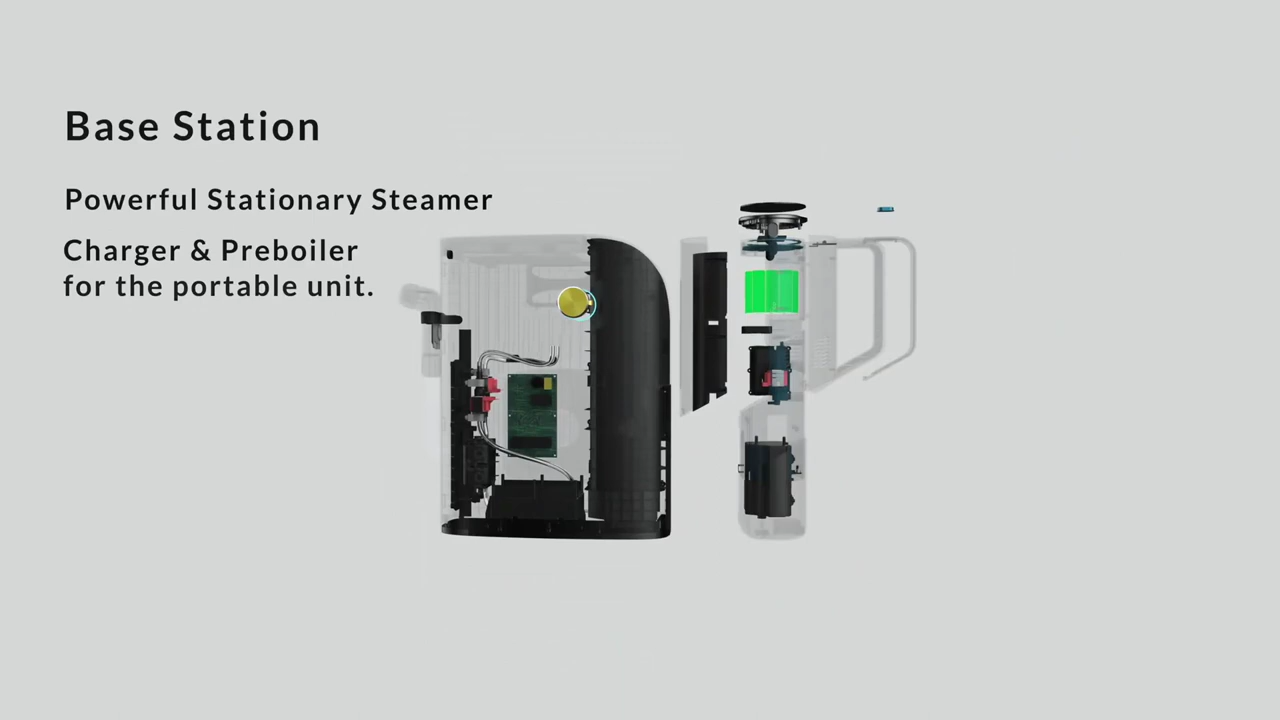 Base Station
Powerful Stationary Steamer
Charger & Preboiler
for the portable unit.